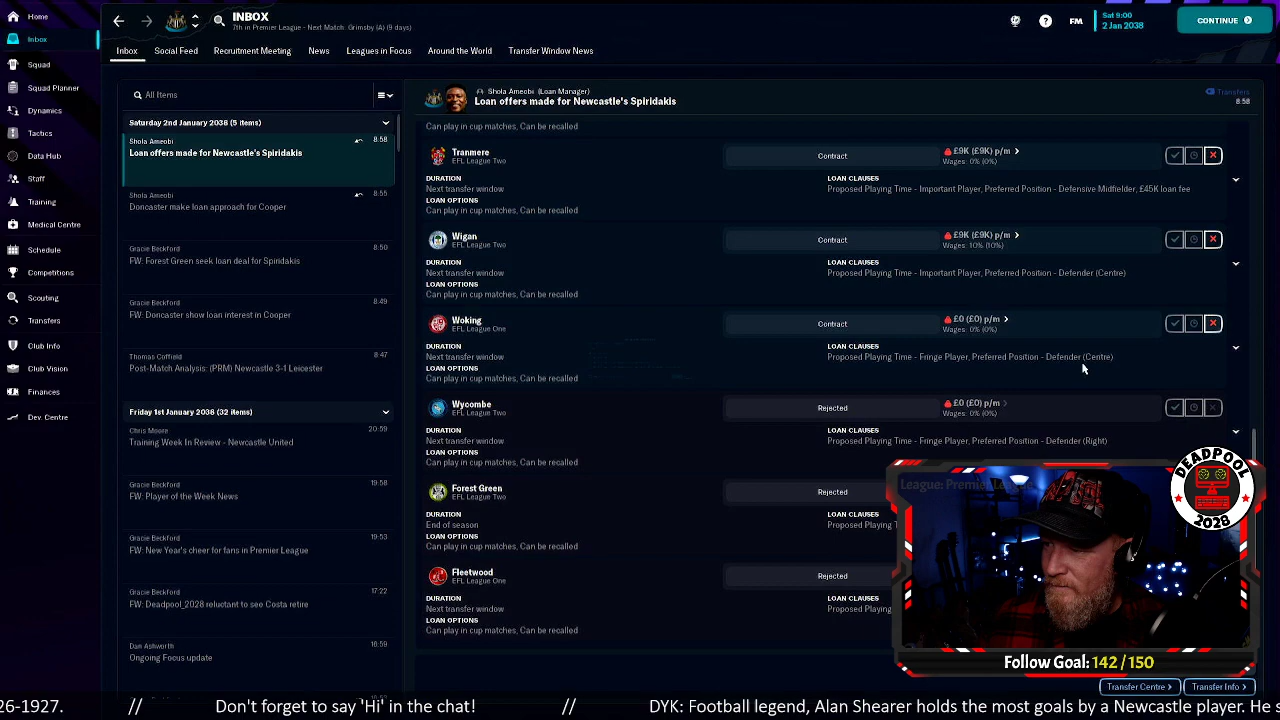 Home
Inbox
Squad
Squad Planner
Dynamics
Tactics
Data Hub
Staff
Training
Medical Centre
Schedule
Competitions
Scouting
Transfers
Club Info
Club Vision
Finances
Dev. Centre
INBOX
7th in Premier League - Next Match: Grimsby (A) (9 days)
FM
Sat 9:00
2 Jan 2038
CONTINUE
Inbox
Social Feed
Recruitment Meeting
News
Leagues in Focus
Around the World
Transfer Window News
All Items
Saturday 2nd January 2038 (5 items)
Shola Ameobi 8:58
Loan offers made for Newcastle's Spiridakis
Shola Ameobi 8:55
Doncaster make loan approach for Cooper
Gracie Beckford 8:50
FW: Forest Green seek loan deal for Spiridakis
Gracie Beckford 8:49
FW: Doncaster show loan interest in Cooper
Thomas Coffield 8:47
Post-Match Analysis: (PRM) Newcastle 3-1 Leicester
Friday 1st January 2038 (32 items)
Chris Moore 20:59
Training Week In Review - Newcastle United
Gracie Beckford 19:58
FW: Player of the Week News
Gracie Beckford 19:53
FW: New Year's cheer for fans in Premier League
Gracie Beckford 17:22
FW: Deadpool_2028 reluctant to see Costa retire
Dan Ashworth 16:59
Ongoing Focus update
Shola Ameobi (Loan Manager)
Loan offers made for Newcastle's Spiridakis
Transfers
8:58
Can play in cup matches, Can be recalled
Tranmere
EFL League Two
Contract
£9K (£9K) p/m
Wages: 0% (0%)
DURATION
Next transfer window
LOAN OPTIONS
Can play in cup matches, Can be recalled
LOAN CLAUSES
Proposed Playing Time - Important Player, Preferred Position - Defensive Midfielder, £45K loan fee
Wigan
EFL League Two
Contract
£9K (£9K) p/m
Wages: 10% (10%)
DURATION
Next transfer window
LOAN OPTIONS
Can play in cup matches, Can be recalled
LOAN CLAUSES
Proposed Playing Time - Important Player, Preferred Position - Defender (Centre)
Woking
EFL League One
Contract
£0 (£0) p/m
Wages: 0% (0%)
DURATION
Next transfer window
LOAN OPTIONS
Can play in cup matches, Can be recalled
LOAN CLAUSES
Proposed Playing Time - Fringe Player, Preferred Position - Defender (Centre)
Wycombe
EFL League Two
Rejected
£0 (£0) p/m
Wages: 0% (0%)
DURATION
Next transfer window
LOAN OPTIONS
Can play in cup matches, Can be recalled
LOAN CLAUSES
Proposed Playing Time - Fringe Player, Preferred Position - Defender (Right)
Forest Green
EFL League Two
Rejected
DURATION
End of season
LOAN OPTIONS
Can play in cup matches, Can be recalled
LOAN
Proposed Playing
Fleetwood
EFL League One
Rejected
DURATION
Next transfer window
LOAN OPTIONS
Can play in cup matches, Can be recalled
LOAN
Proposed Playing
League: Premier League
DEADPOOL
2028
Follow Goal: 142 / 150
Transfer Centre
Transfer Info
26-1927. // Don't forget to say 'Hi' in the chat! // DYK: Football legend, Alan Shearer holds the most goals by a Newcastle player. He s